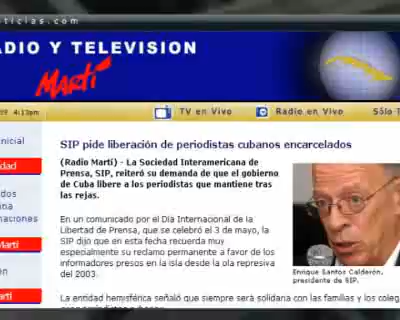 oticias.com
ADIO Y TELEVISION
Martí
4:13pm
TV en Vivo
Radio en Vivo
Sólo T
nicial
dad
dos
na
naciones
Martí
ón
artí
SIP pide liberación de periodistas cubanos encarcelados
(Radio Martí) - La Sociedad Interamericana de
Prensa, SIP, reiteró su demanda de que el gobierno
de Cuba libere a los periodistas que mantiene tras
las rejas.
En un comunicado por el Día Internacional de la
Libertad de Prensa, que se celebró el 3 de mayo, la
SIP dijo que en esta fecha recuerda muy
especialmente su reclamo permanente a favor de los
informadores presos en la isla desde la ola represiva
del 2003.
La entidad hemisférica señaló que siempre será solidaria con las familias y los coleg
Enrique Santos Calderón,
presidente de SIP.